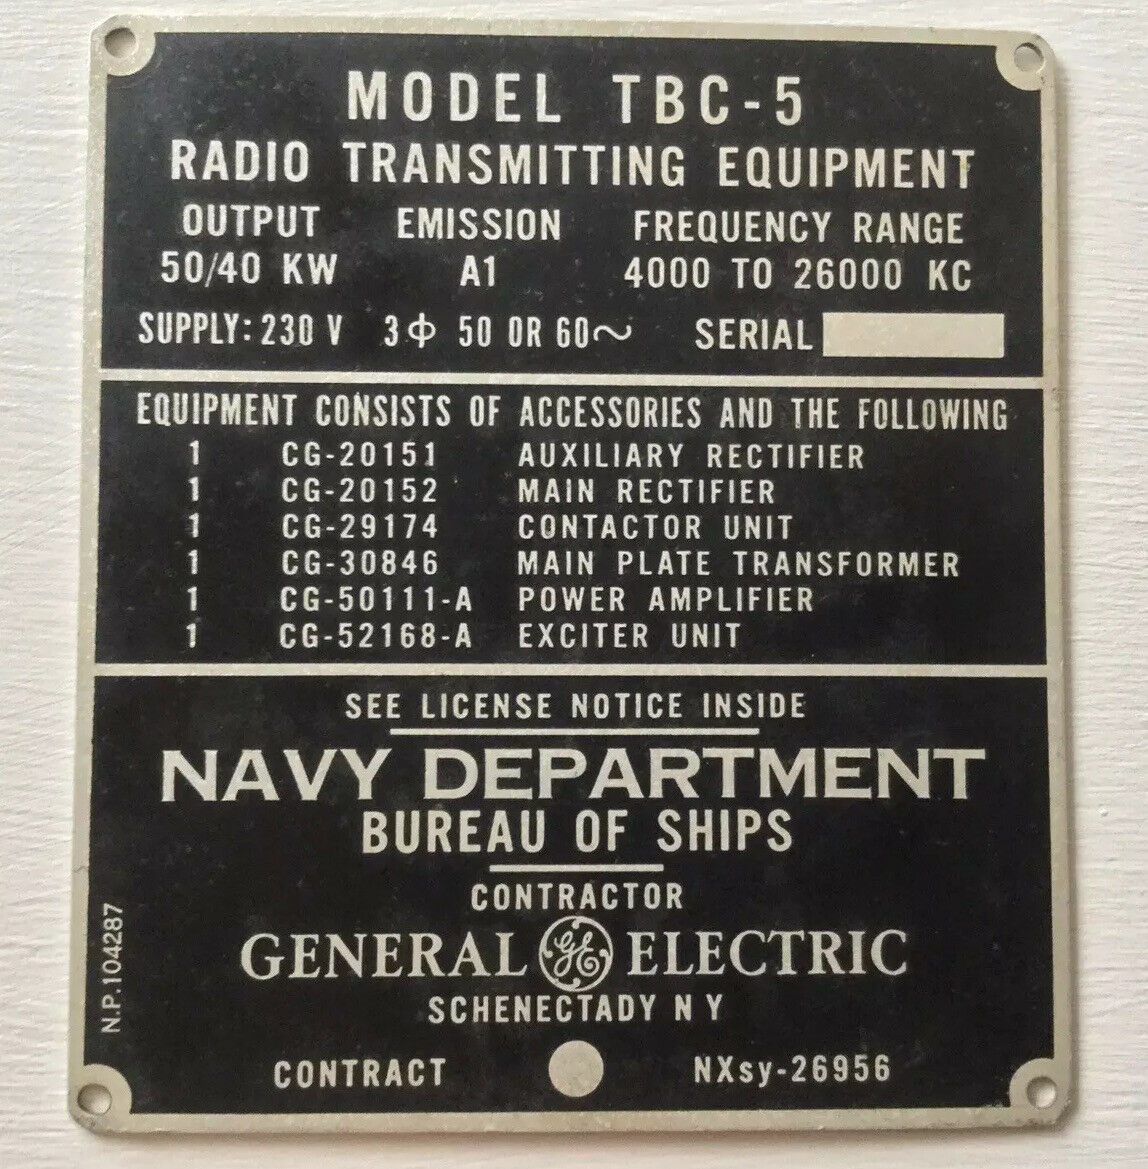 MODEL TBC-5
RADIO TRANSMITTING EQUIPMENT
OUTPUT EMISSION FREQUENCY RANGE
50/40 KW A1 4000 TO 26000 KC
SUPPLY: 230 V 3ϕ 50 OR 60~ SERIAL
EQUIPMENT CONSISTS OF ACCESSORIES AND THE FOLLOWING
1 CG-20151 AUXILIARY RECTIFIER
1 CG-20152 MAIN RECTIFIER
1 CG-29174 CONTACTOR UNIT
1 CG-30846 MAIN PLATE TRANSFORMER
1 CG-50111-A POWER AMPLIFIER
1 CG-52168-A EXCITER UNIT
SEE LICENSE NOTICE INSIDE
NAVY DEPARTMENT
BUREAU OF SHIPS
CONTRACTOR
GENERAL GE ELECTRIC
SCHENECTADY N Y
CONTRACT NXsy-26956
N.P.104287